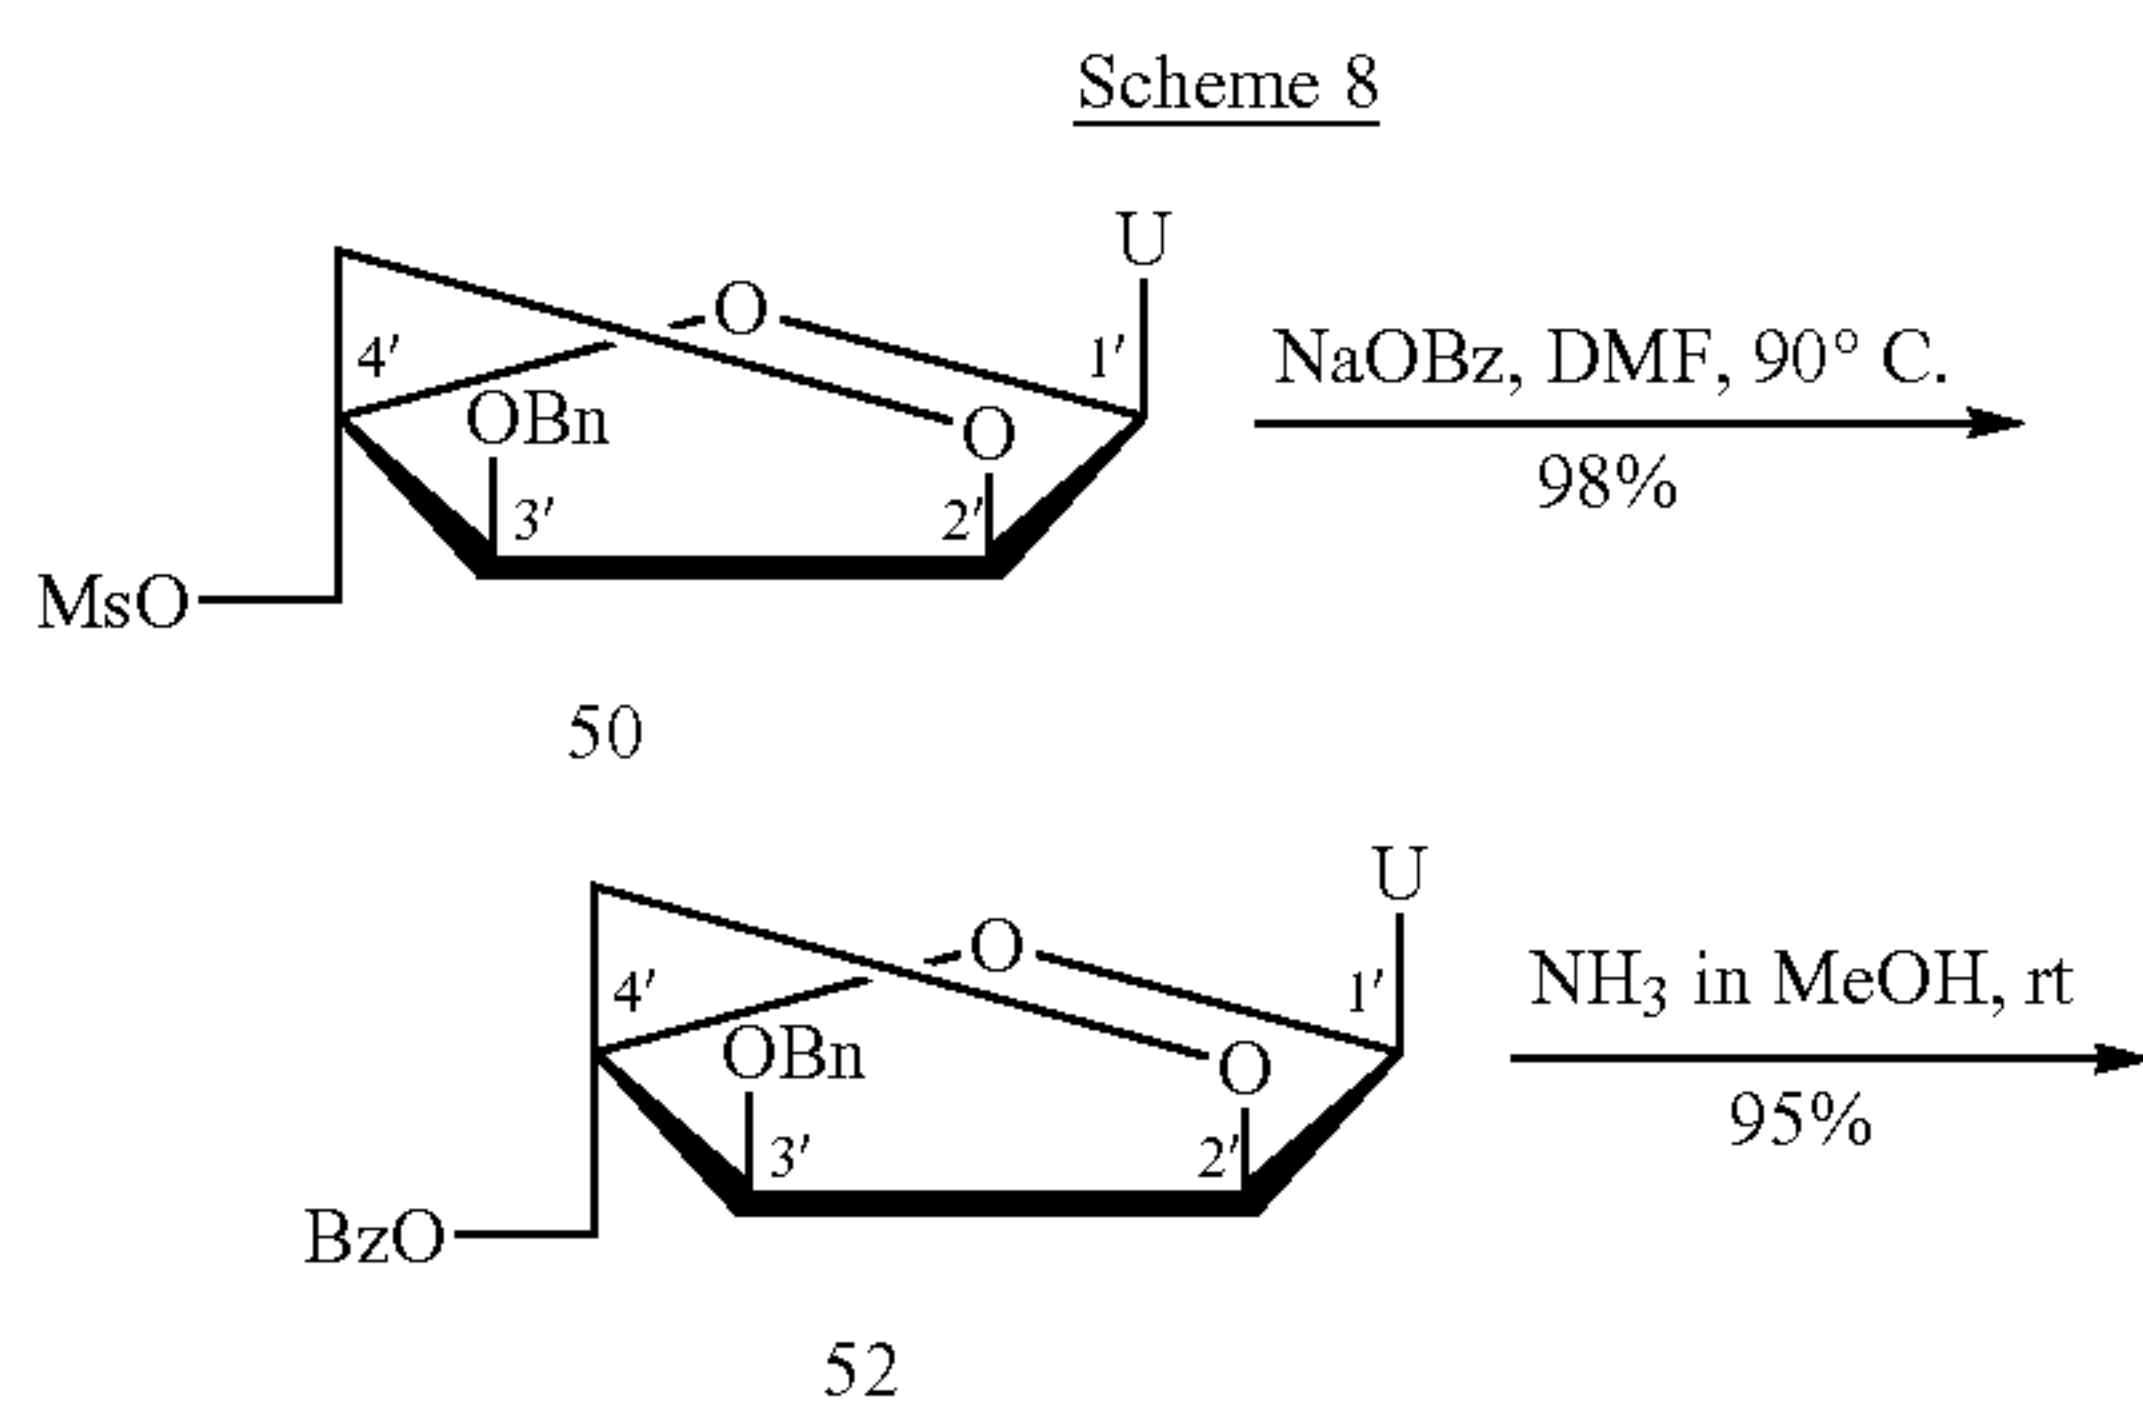 Scheme 8
U
O
4' 1'
OBn O
3' 2'
MsO
NaOBz, DMF, 90° C.
98%
50
U
O
4' 1'
OBn O
3' 2'
BzO
NH₃ in MeOH, rt
95%
52